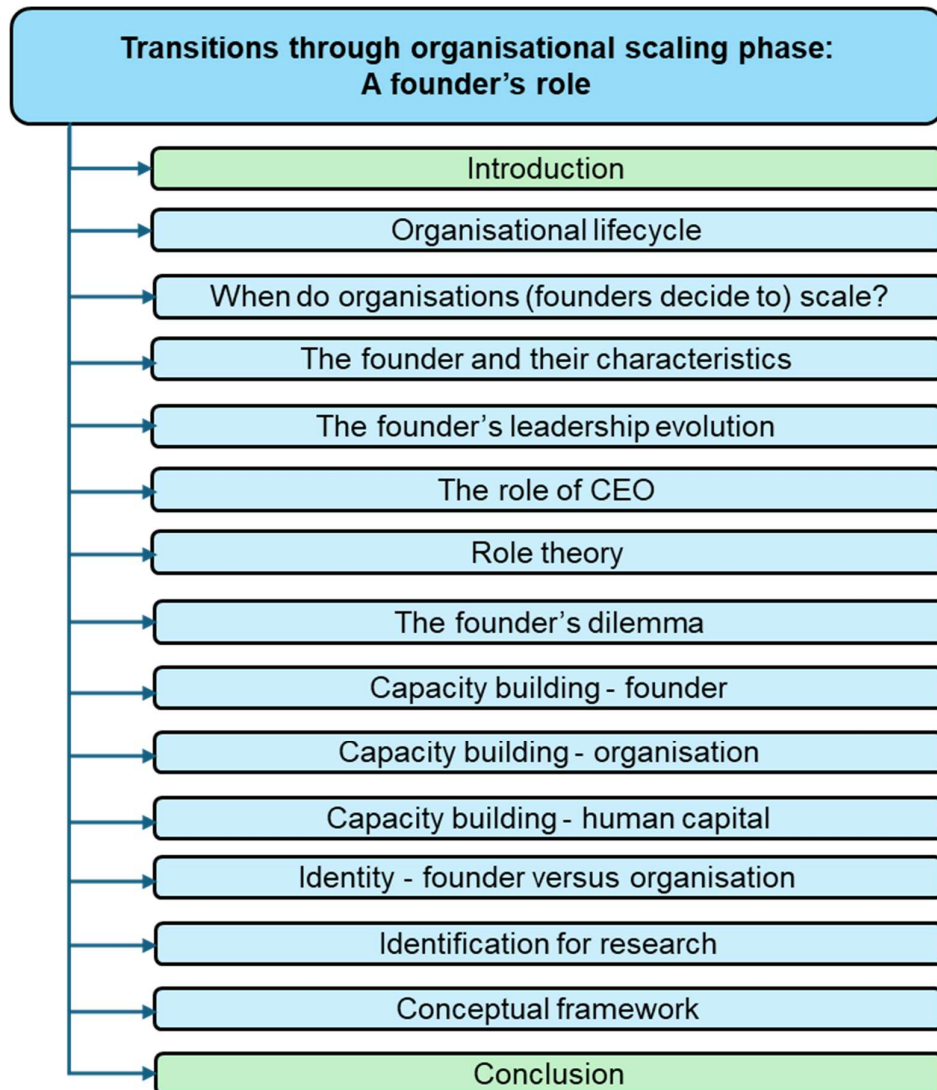 Transitions through organisational scaling phase:
A founder’s role
Introduction
Organisational lifecycle
When do organisations (founders decide to) scale?
The founder and their characteristics
The founder’s leadership evolution
The role of CEO
Role theory
The founder’s dilemma
Capacity building - founder
Capacity building - organisation
Capacity building - human capital
Identity - founder versus organisation
Identification for research
Conceptual framework
Conclusion